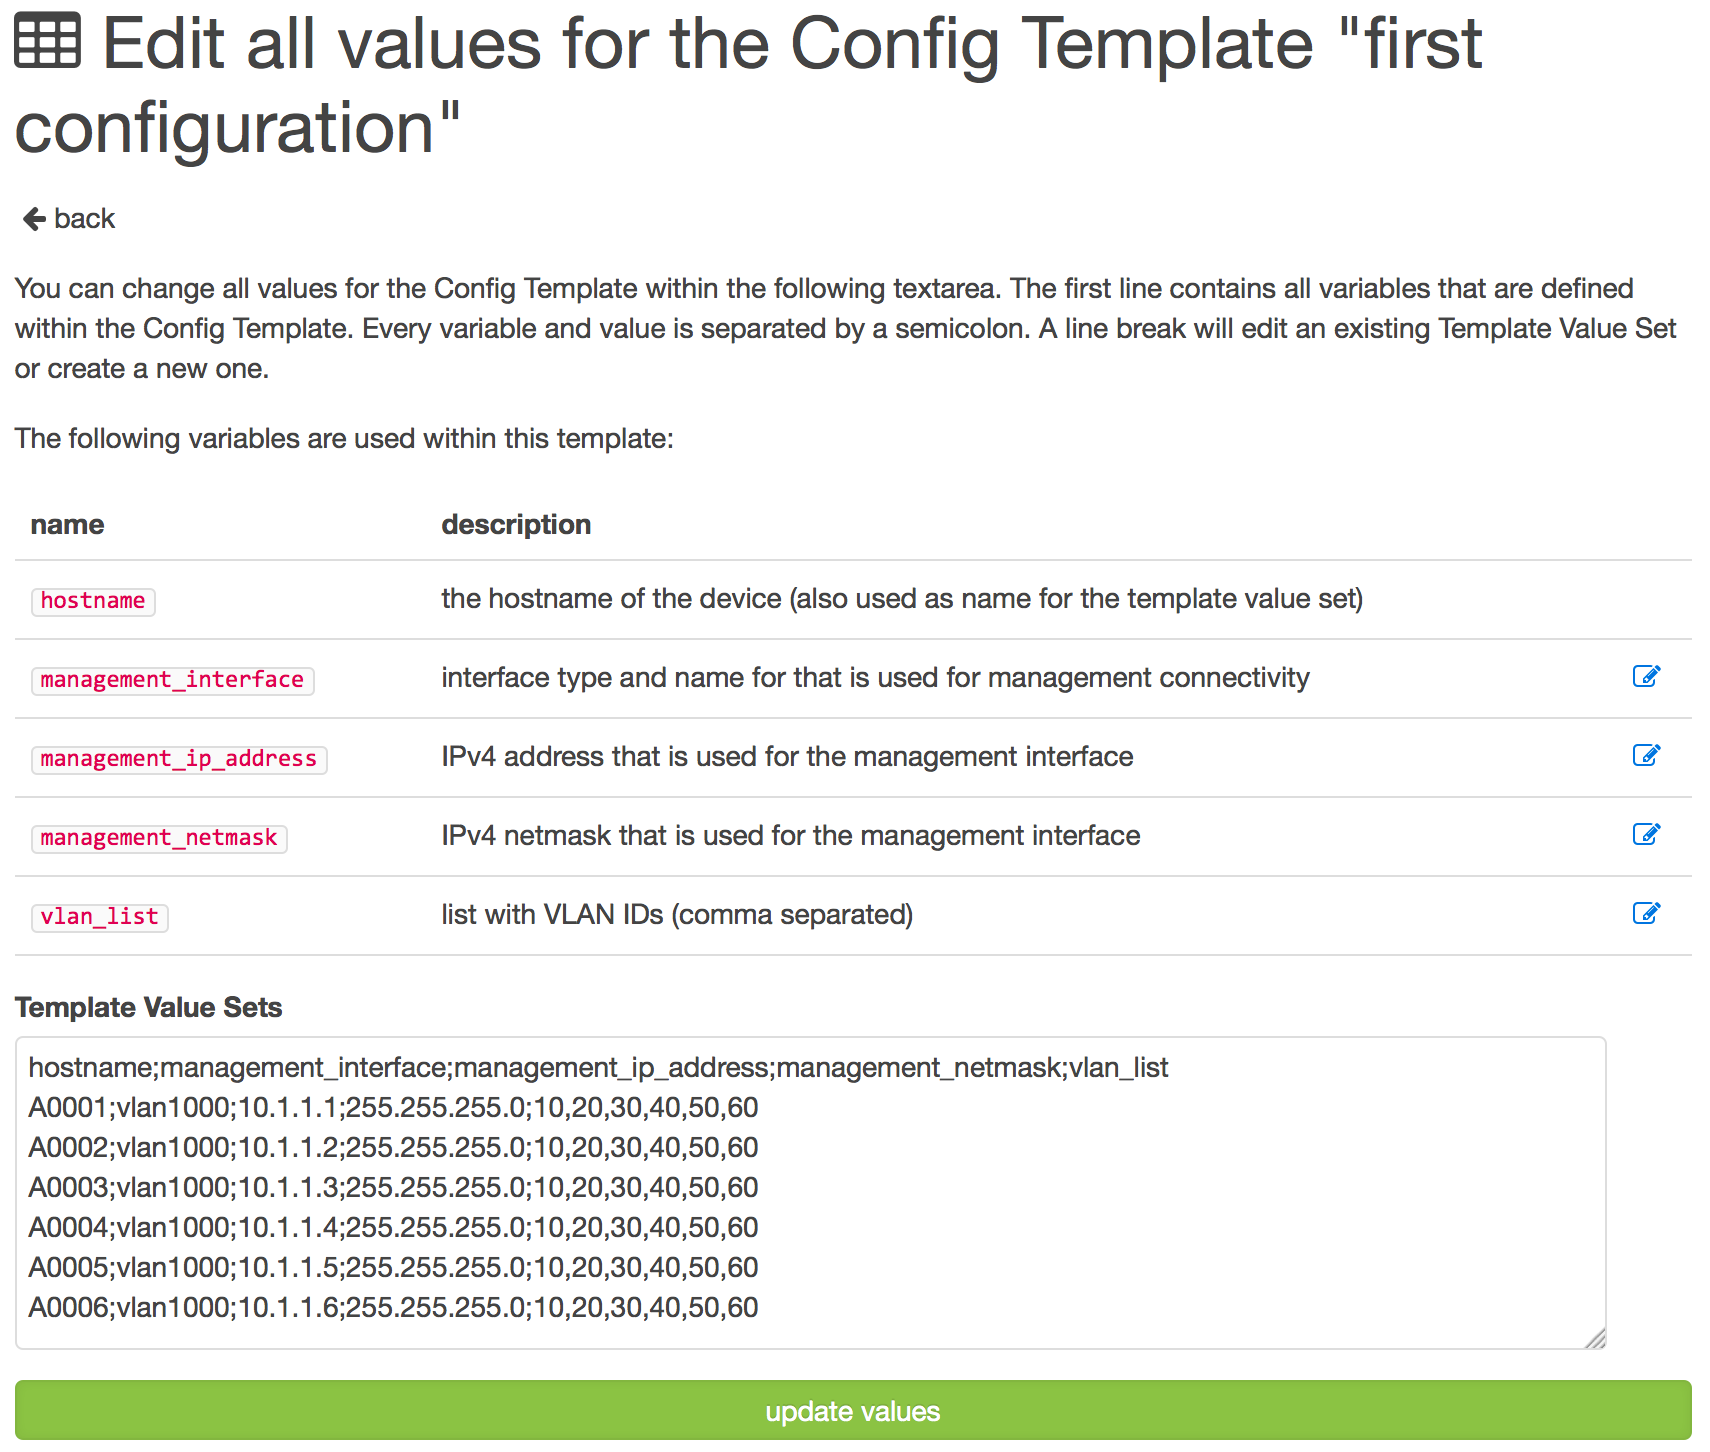 Edit all values for the Config Template "first
configuration"
back
You can change all values for the Config Template within the following textarea. The first line contains all variables that are defined
within the Config Template. Every variable and value is separated by a semicolon. A line break will edit an existing Template Value Set
or create a new one.
The following variables are used within this template:
name description
hostname the hostname of the device (also used as name for the template value set)
management_interface interface type and name for that is used for management connectivity
management_ip_address IPv4 address that is used for the management interface
management_netmask IPv4 netmask that is used for the management interface
vlan_list list with VLAN IDs (comma separated)
Template Value Sets
hostname;management_interface;management_ip_address;management_netmask;vlan_list
A0001;vlan1000;10.1.1.1;255.255.255.0;10,20,30,40,50,60
A0002;vlan1000;10.1.1.2;255.255.255.0;10,20,30,40,50,60
A0003;vlan1000;10.1.1.3;255.255.255.0;10,20,30,40,50,60
A0004;vlan1000;10.1.1.4;255.255.255.0;10,20,30,40,50,60
A0005;vlan1000;10.1.1.5;255.255.255.0;10,20,30,40,50,60
A0006;vlan1000;10.1.1.6;255.255.255.0;10,20,30,40,50,60
update values